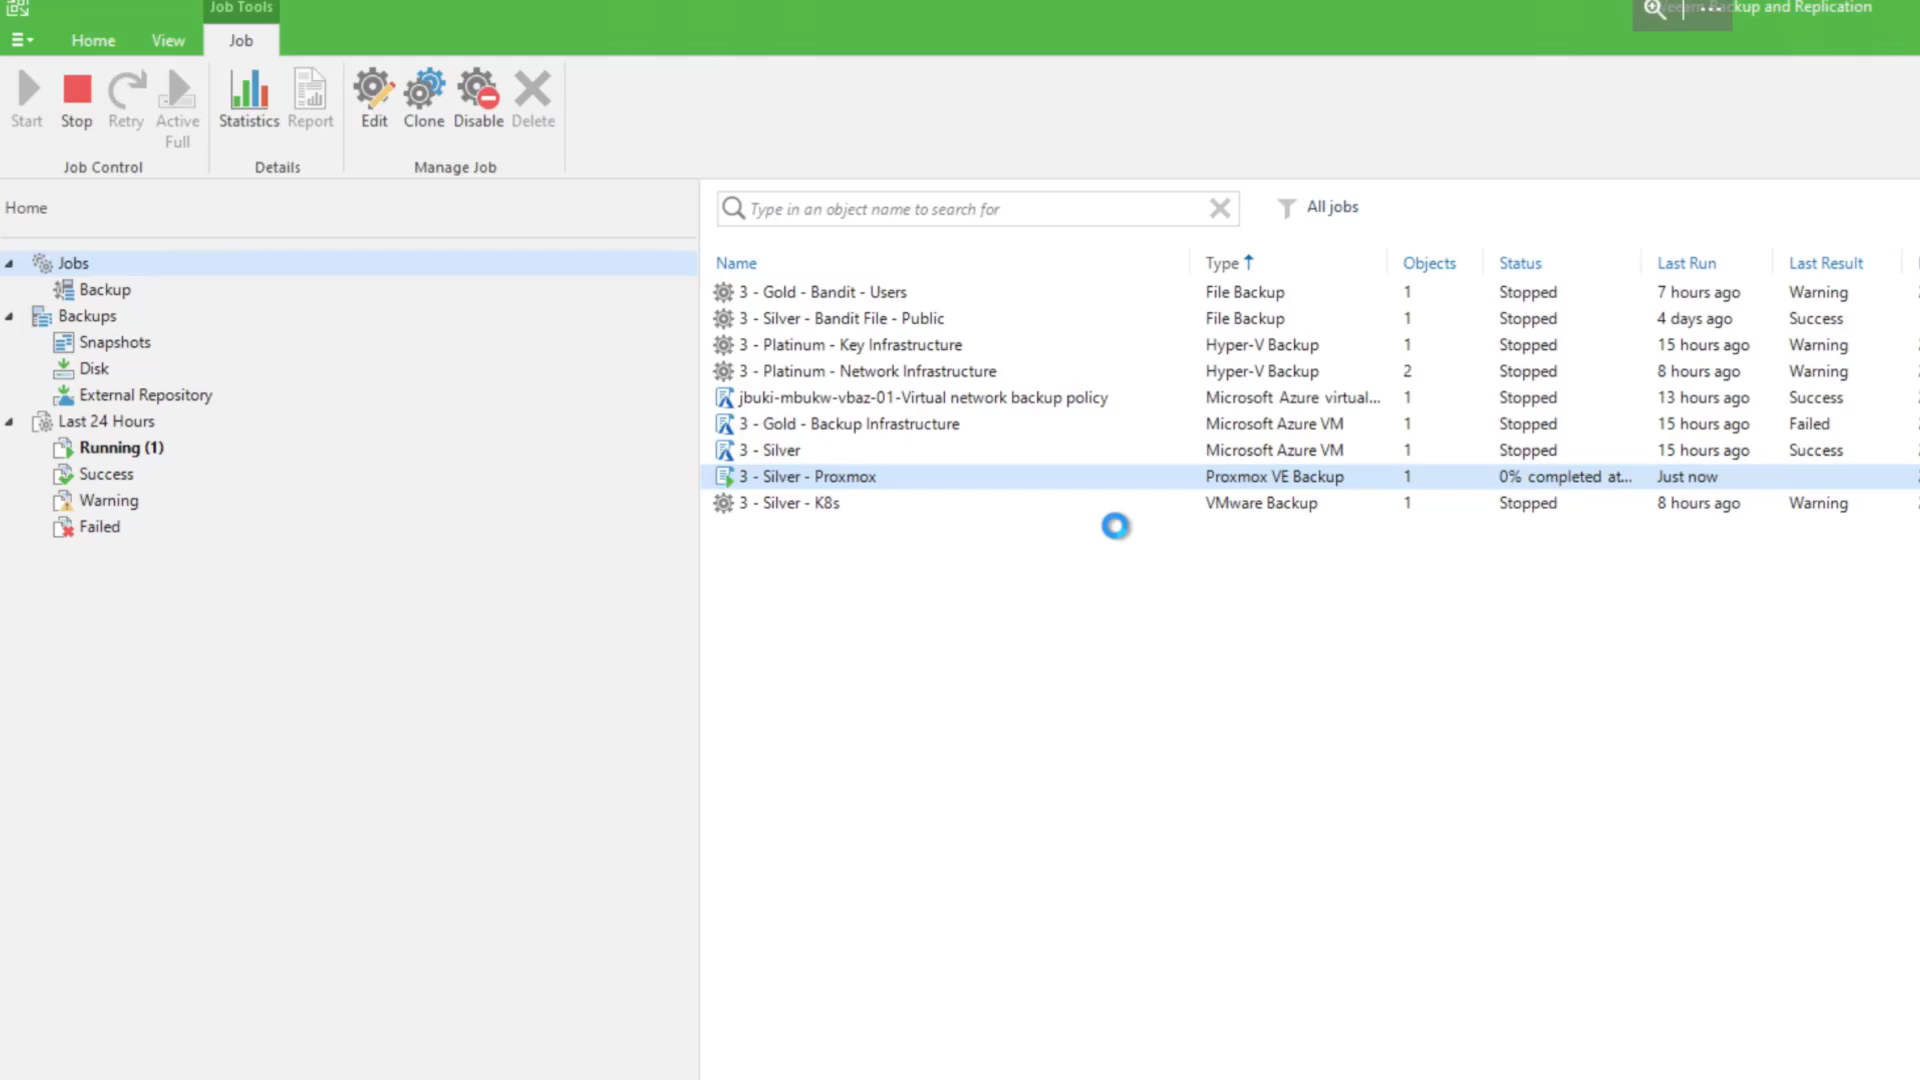 Job Tools
Backup and Replication
Home View Job
Start Stop Retry Active Full
Statistics Report
Edit Clone Disable Delete
Job Control Details Manage Job
Home
Type in an object name to search for
All jobs
Jobs
Backup
Backups
Snapshots
Disk
External Repository
Last 24 Hours
Running (1)
Success
Warning
Failed
Name Type Objects Status Last Run Last Result
3 - Gold - Bandit - Users File Backup 1 Stopped 7 hours ago Warning
3 - Silver - Bandit File - Public File Backup 1 Stopped 4 days ago Success
3 - Platinum - Key Infrastructure Hyper-V Backup 1 Stopped 15 hours ago Warning
3 - Platinum - Network Infrastructure Hyper-V Backup 2 Stopped 8 hours ago Warning
jbuki-mbukw-vbaz-01-Virtual network backup policy Microsoft Azure virtual... 1 Stopped 13 hours ago Success
3 - Gold - Backup Infrastructure Microsoft Azure VM 1 Stopped 15 hours ago Failed
3 - Silver Microsoft Azure VM 1 Stopped 15 hours ago Success
3 - Silver - Proxmox Proxmox VE Backup 1 0% completed at... Just now
3 - Silver - K8s VMware Backup 1 Stopped 8 hours ago Warning